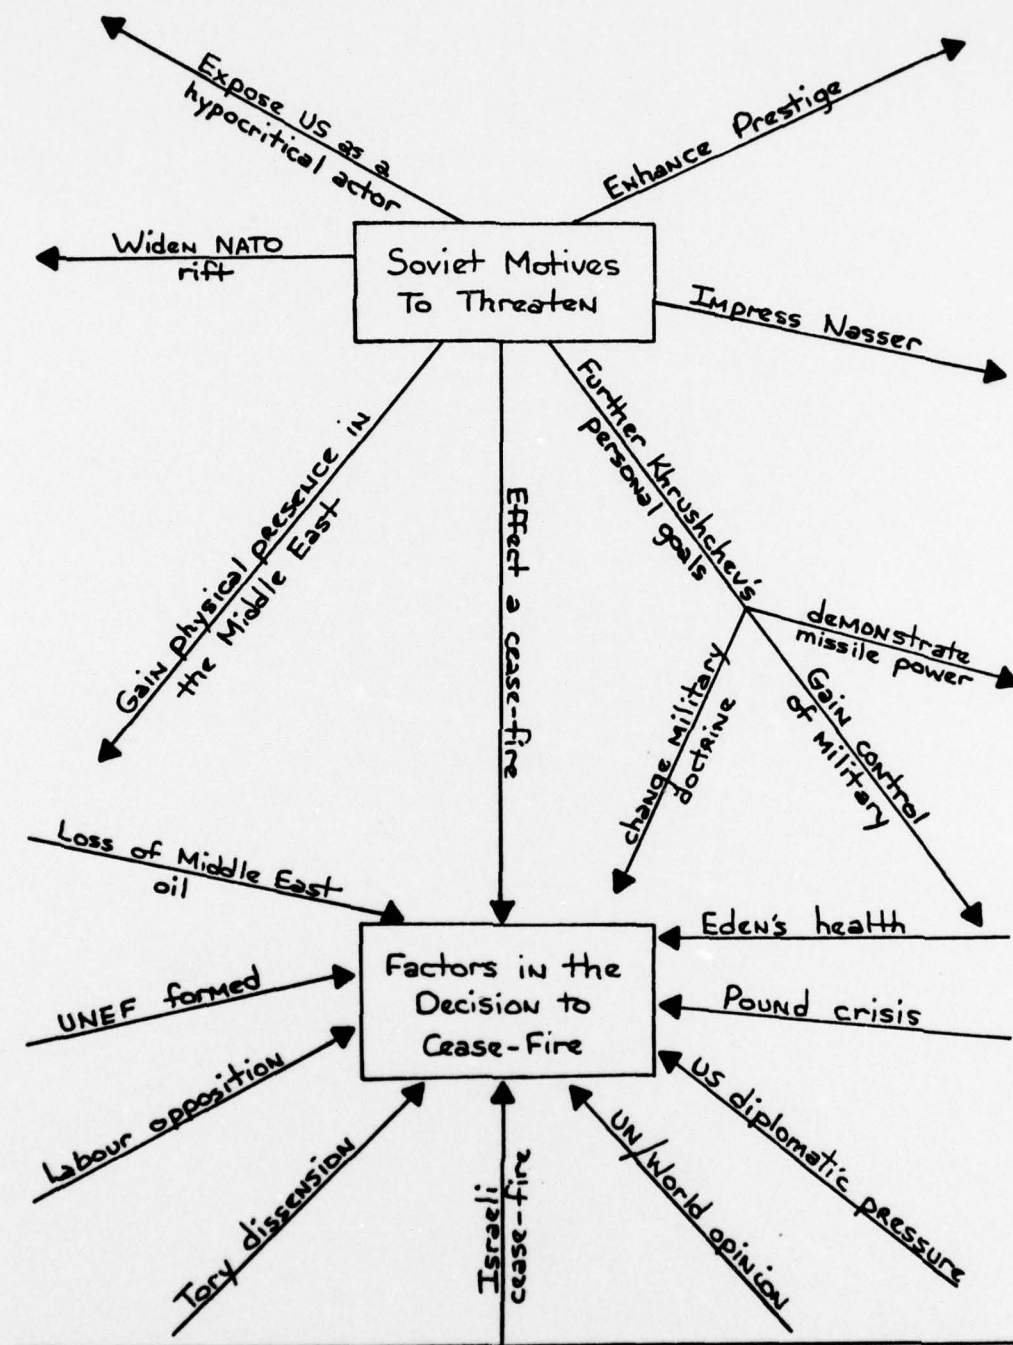 Expose US as a
hypocritical actor
Enhance Prestige
Widen NATO
rift
Soviet Motives
To Threaten
Impress Nasser
Gain physical presence in
the Middle East
Effect a cease-fire
Further Khrushchev's
personal goals
demonstrate
missile power
change military
doctrine
Gain control
of military
Loss of Middle East
oil
UNEF formed
Labour opposition
Tory dissension
Israeli
cease-fire
UN/World opinion
US diplomatic pressure
Pound crisis
Eden's health
Factors in the
Decision to
Cease-Fire